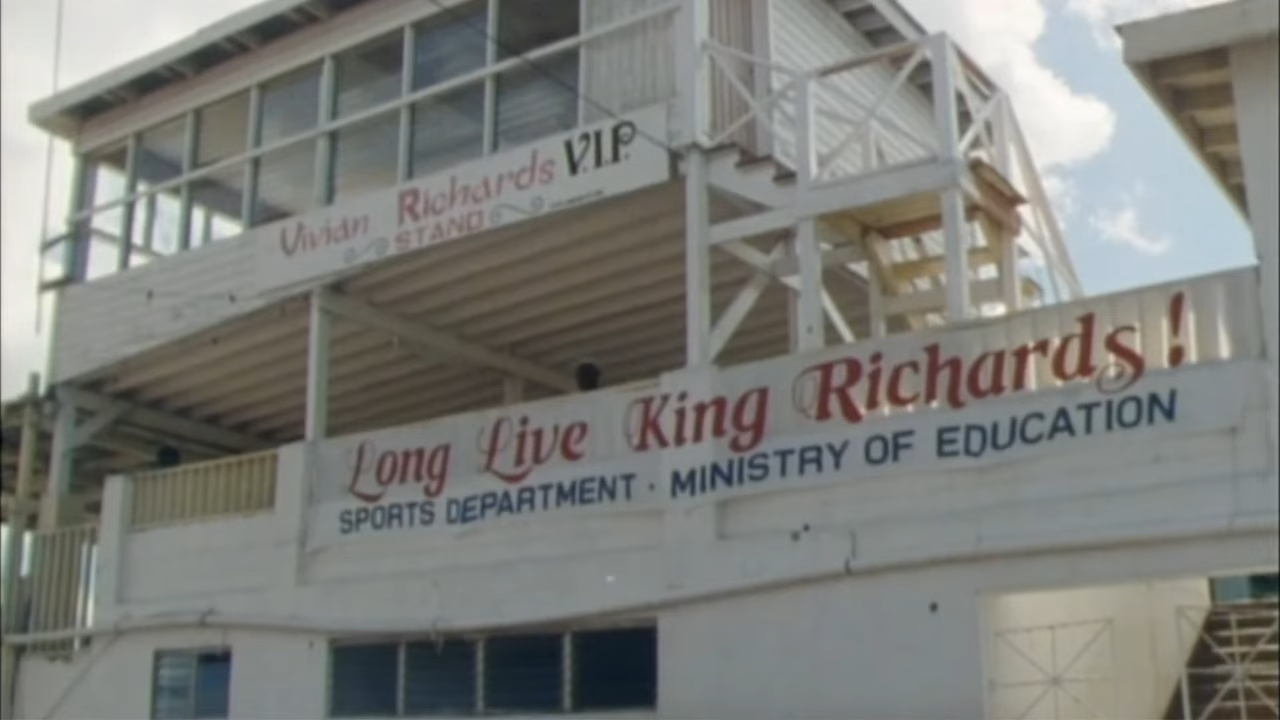 Vivian Richards V.I.P.
STAND
Long Live King Richards!
SPORTS DEPARTMENT · MINISTRY OF EDUCATION